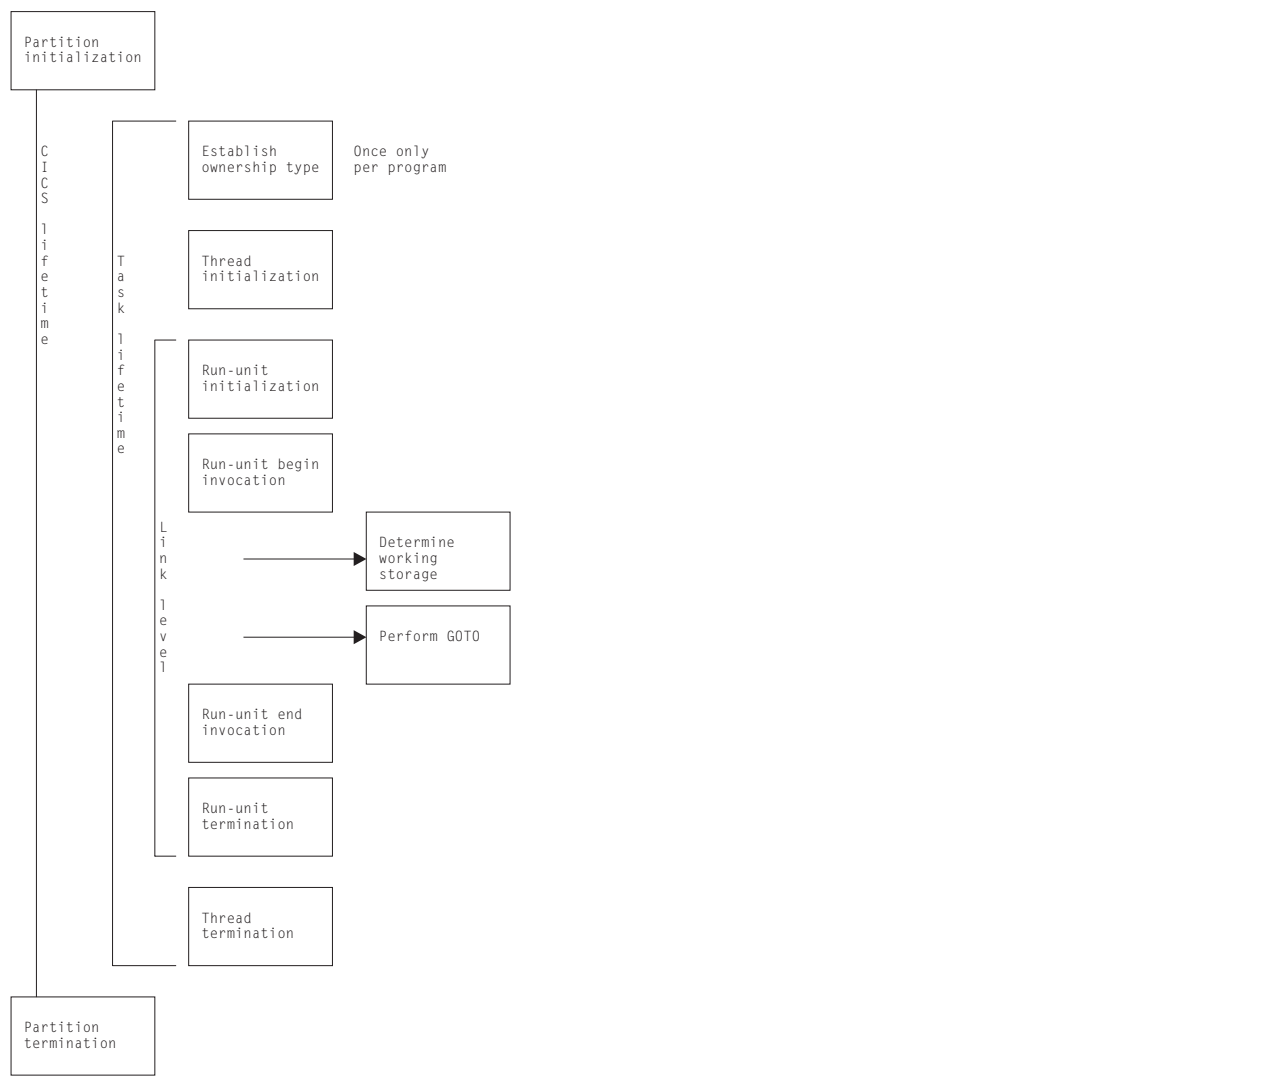 Partition
initialization
CICS lifetime
Establish
ownership type
Once only
per program
Task lifetime
Thread
initialization
Run-unit
initialization
Run-unit begin
invocation
Link level
Determine
working
storage
Perform GOTO
Run-unit end
invocation
Run-unit
termination
Thread
termination
Partition
termination